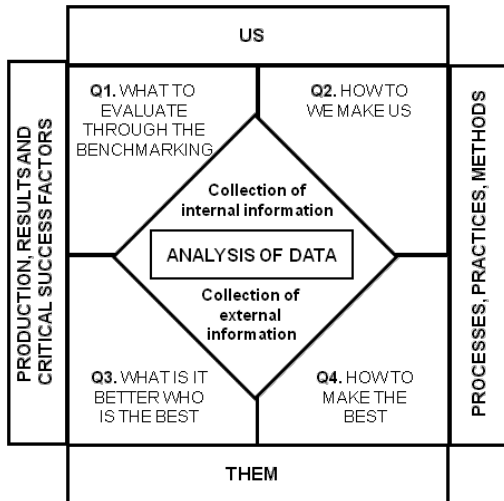 US
PRODUCTION, RESULTS AND
CRITICAL SUCCESS FACTORS
Q1. WHAT TO
EVALUATE
THROUGH THE
BENCHMARKING
Q2. HOW TO
WE MAKE US
Collection of
internal information
ANALYSIS OF DATA
Collection of
external
information
Q3. WHAT IS IT
BETTER WHO
IS THE BEST
Q4. HOW TO
MAKE THE
BEST
PROCESSES, PRACTICES, METHODS
THEM